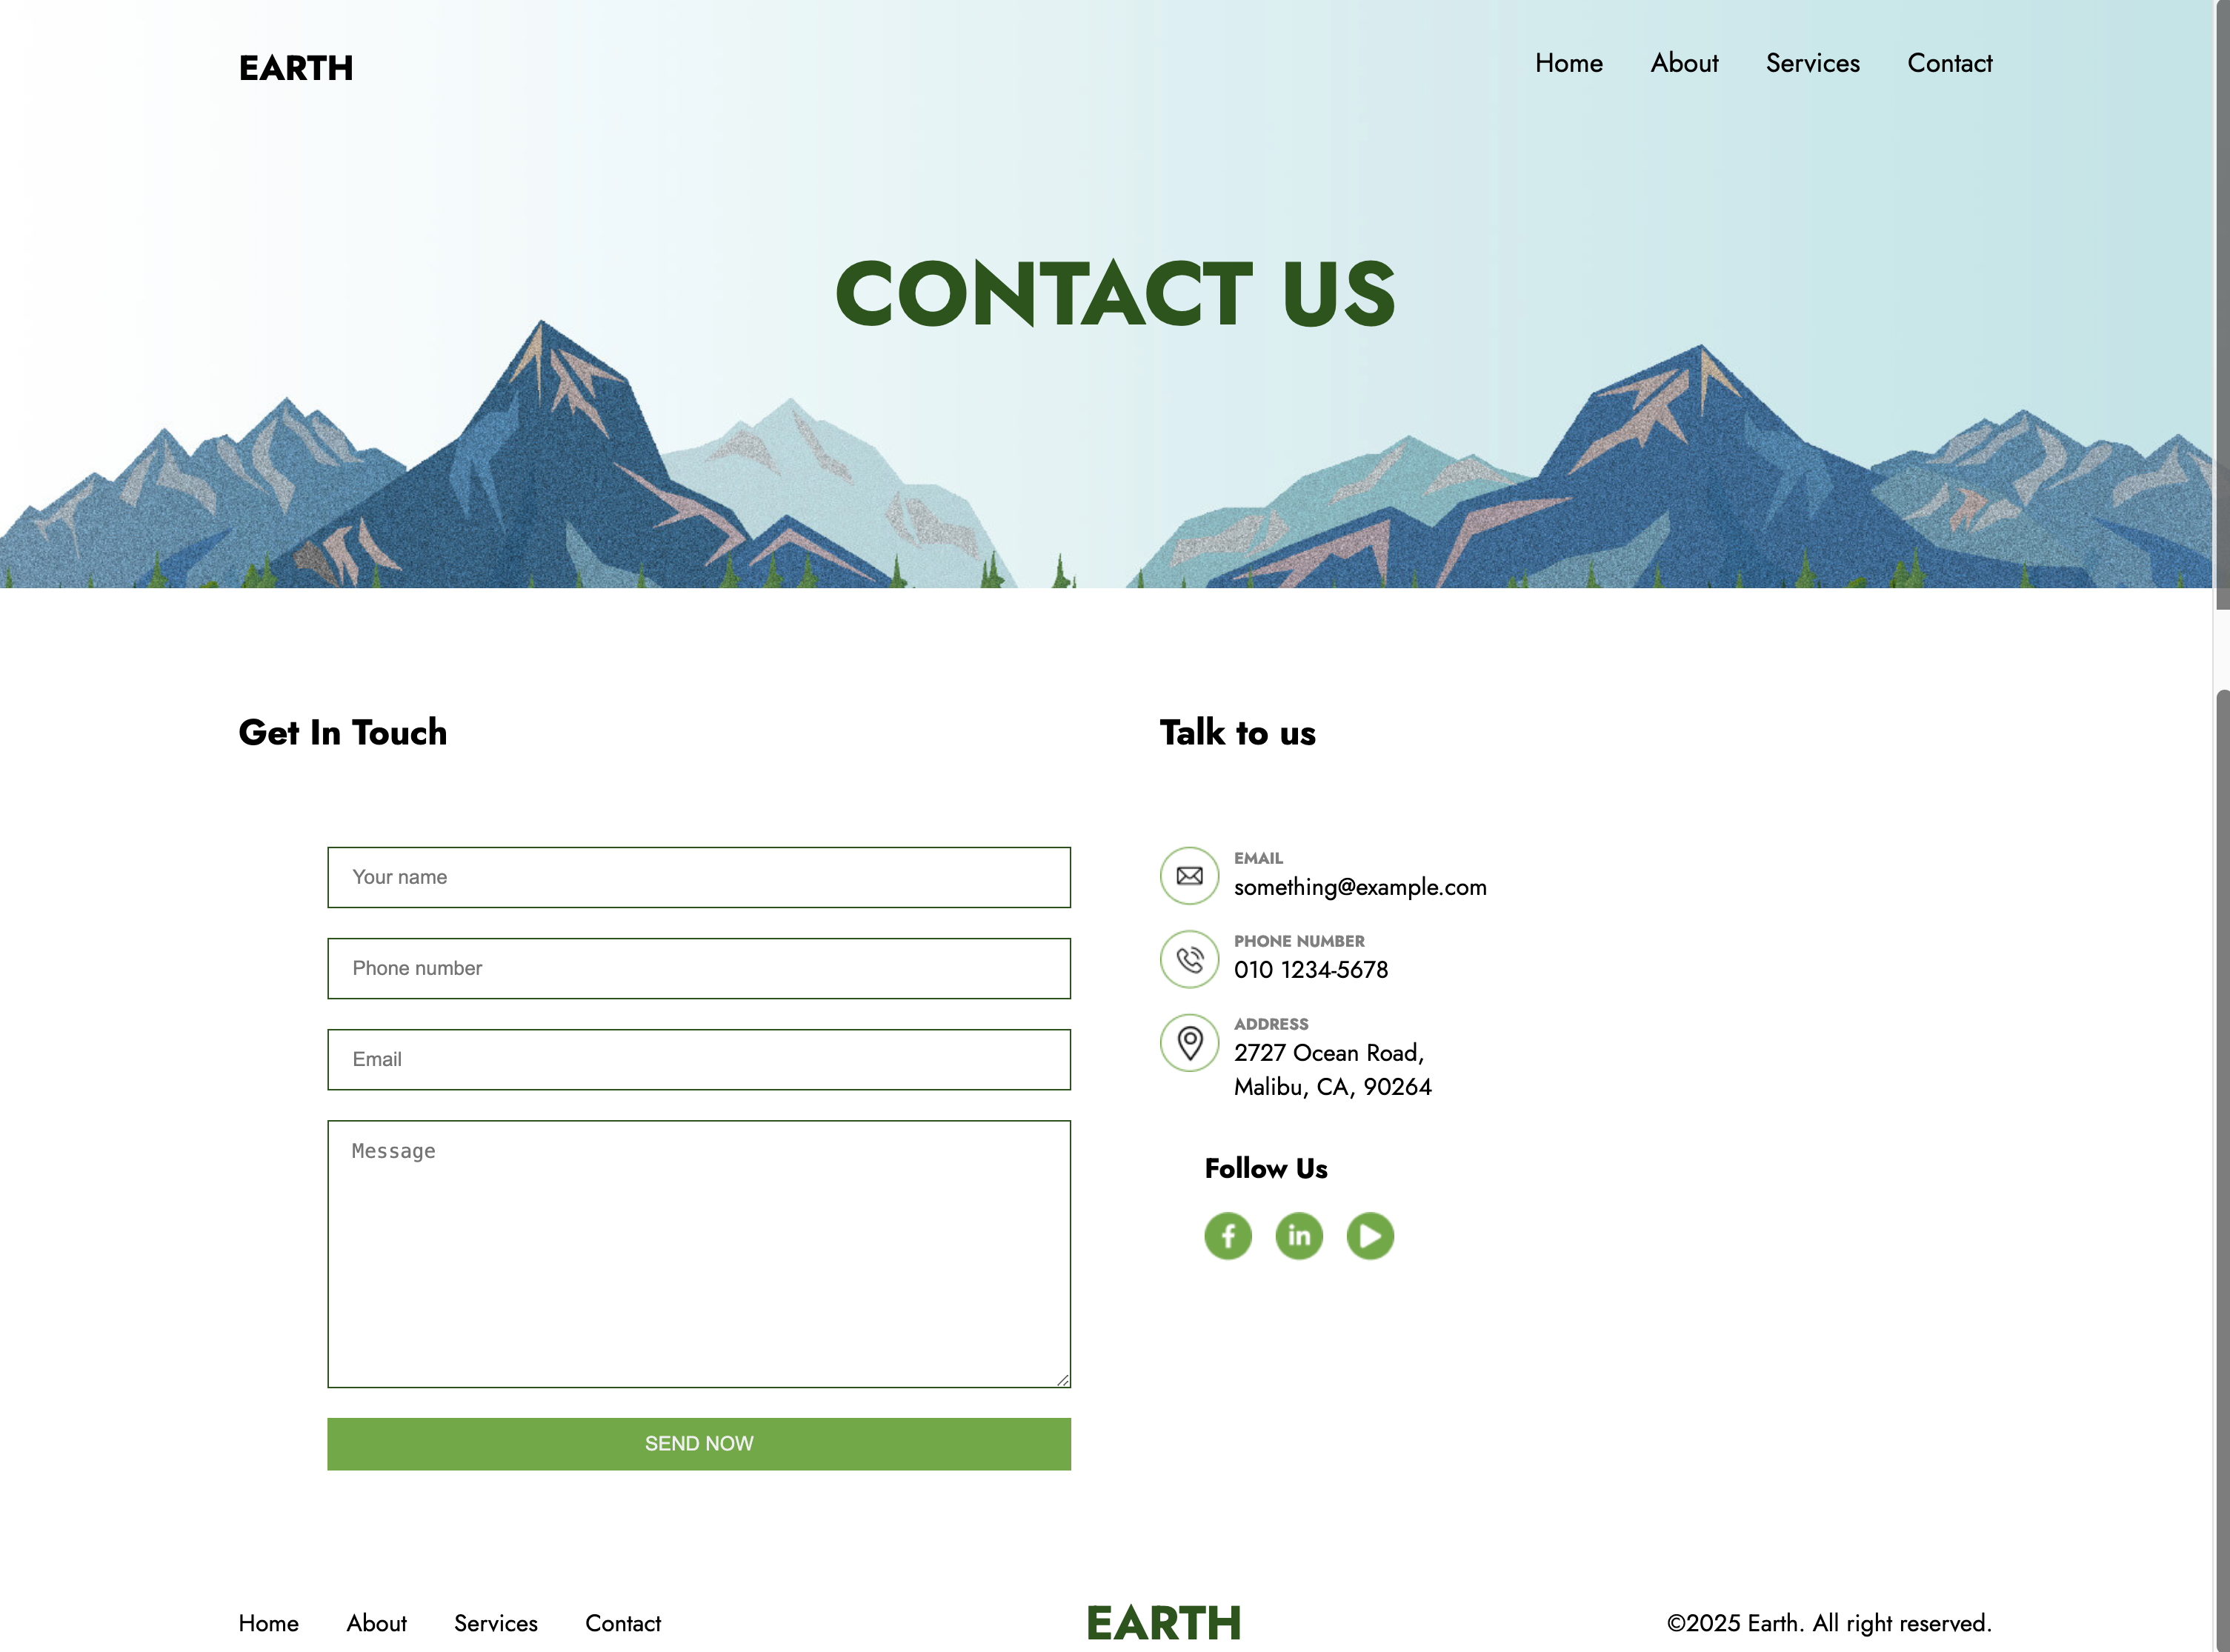 EARTH
Home About Services Contact
CONTACT US
Get In Touch
Your name
Phone number
Email
Message
SEND NOW
Talk to us
EMAIL
something@example.com
PHONE NUMBER
010 1234-5678
ADDRESS
2727 Ocean Road,
Malibu, CA, 90264
Follow Us
f
in
Home About Services Contact
EARTH
©2025 Earth. All right reserved.